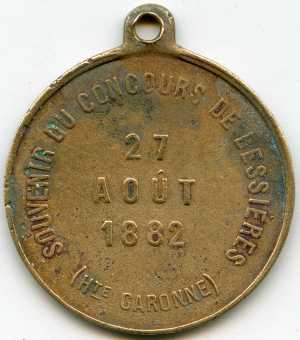 SOUVENIR DU CONCOURS DE BESSIÈRES
27
AOÛT
1882
(HTE GARONNE)